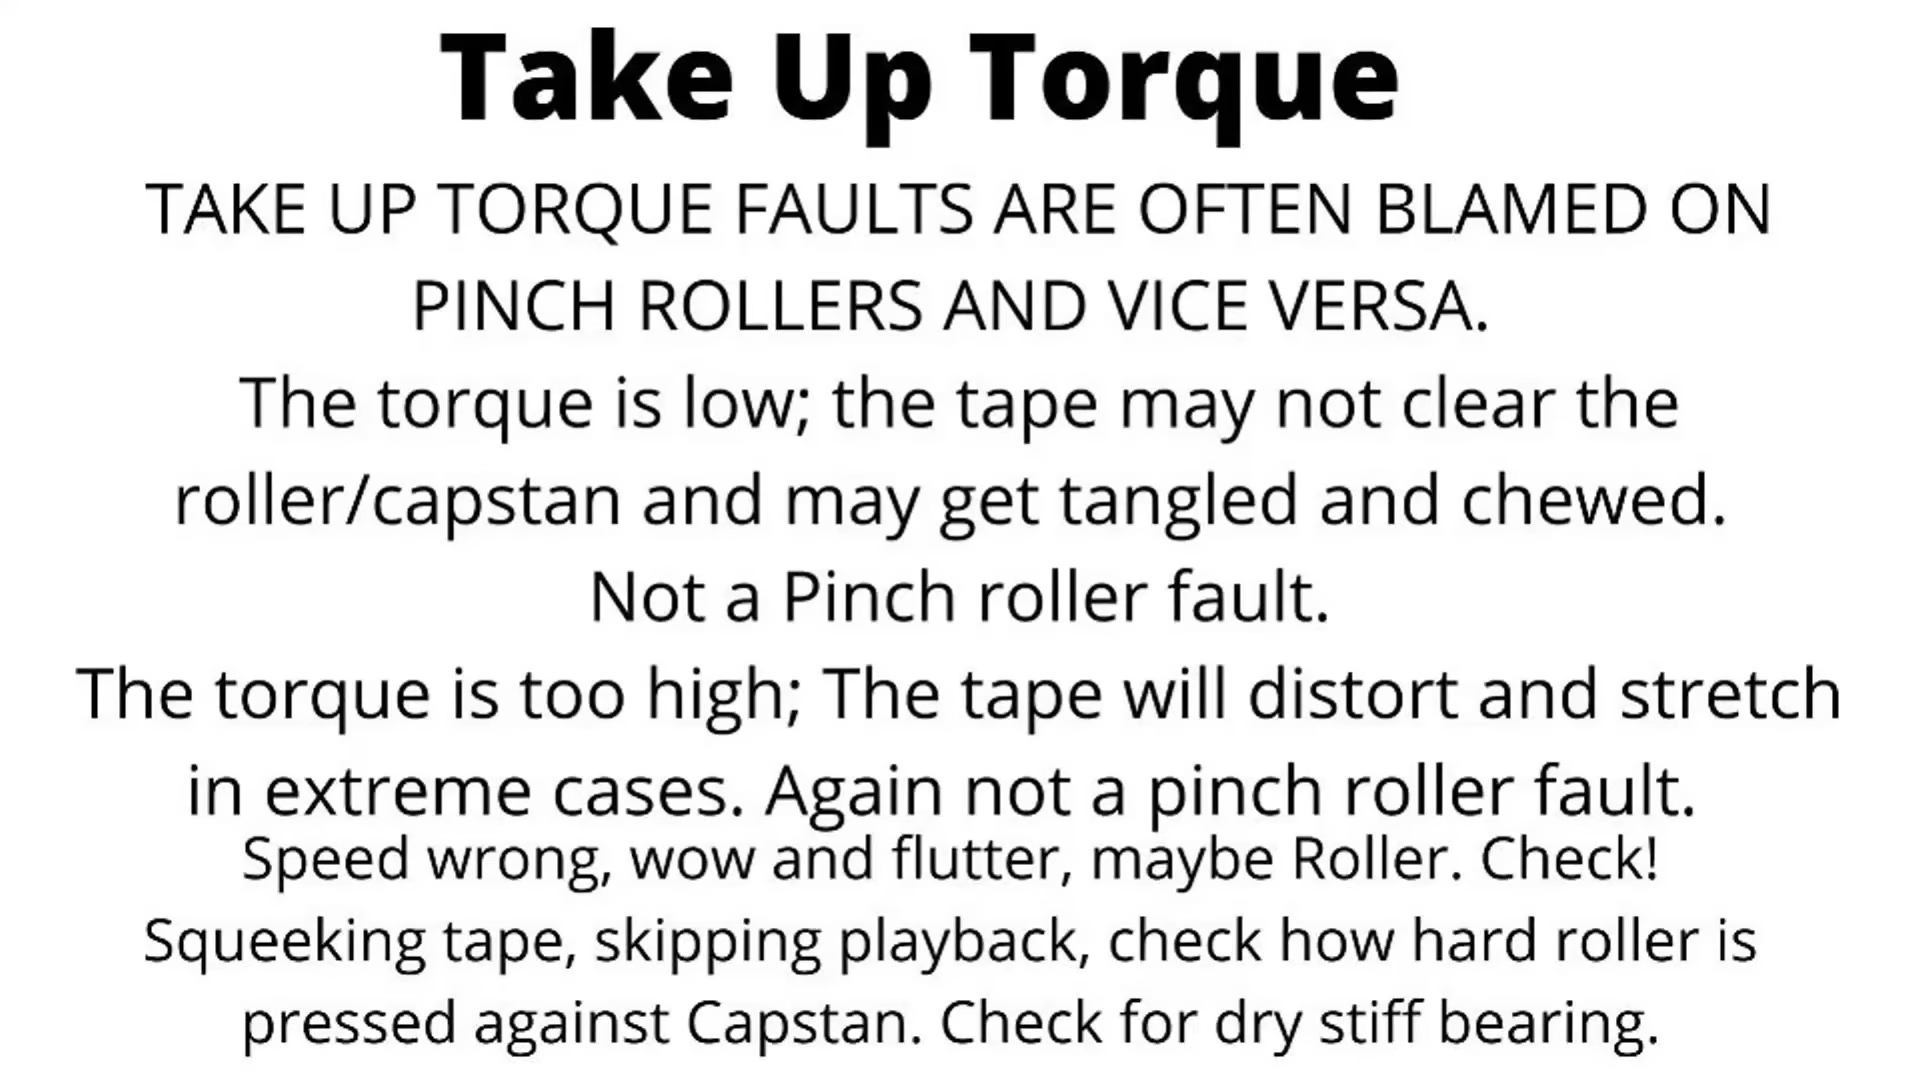 Take Up Torque
TAKE UP TORQUE FAULTS ARE OFTEN BLAMED ON
PINCH ROLLERS AND VICE VERSA.
The torque is low; the tape may not clear the
roller/capstan and may get tangled and chewed.
Not a Pinch roller fault.
The torque is too high; The tape will distort and stretch
in extreme cases. Again not a pinch roller fault.
Speed wrong, wow and flutter, maybe Roller. Check!
Squeeking tape, skipping playback, check how hard roller is
pressed against Capstan. Check for dry stiff bearing.